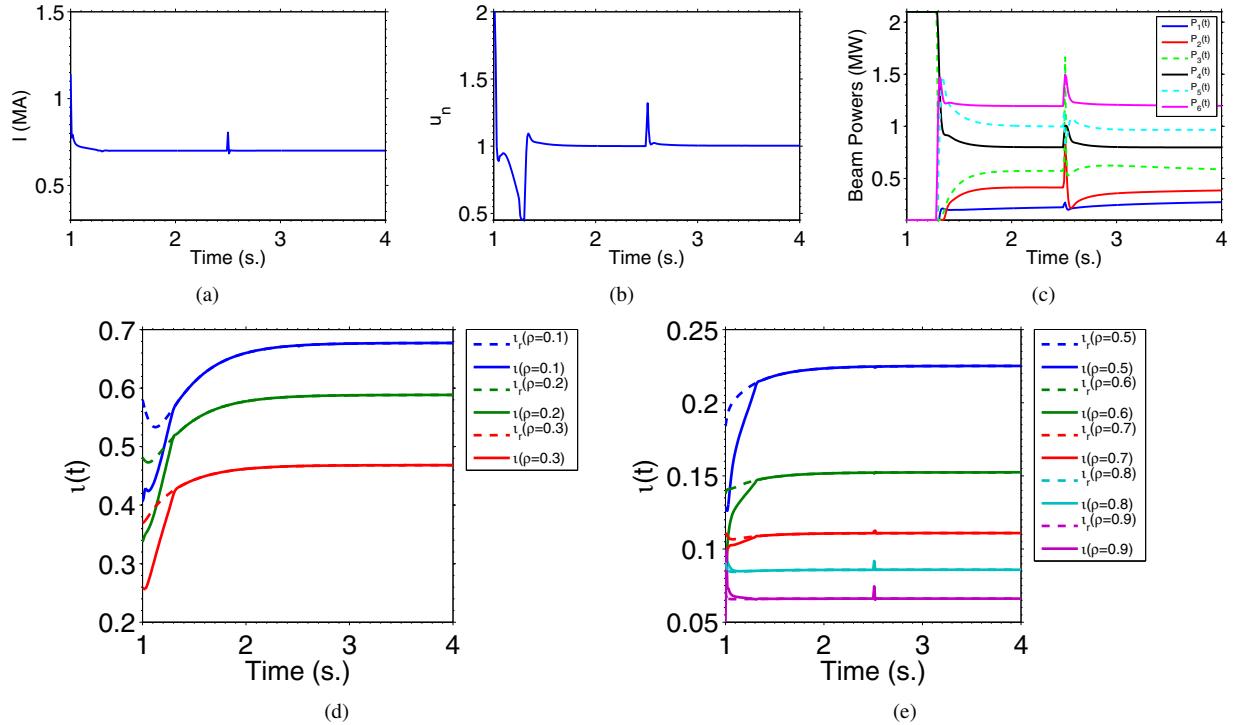 2
1.5
1
0.5
I (MA)
1 2 3 4
Time (s.)
(a)
2
1.5
1
0.5
u_n
1 2 3 4
Time (s.)
(b)
2
1.5
1
0.5
Beam Powers (MW)
1 2 3 4
Time (s.)
P_1(t)
P_2(t)
P_3(t)
P_4(t)
P_5(t)
P_6(t)
(c)
0.7
0.6
0.5
0.4
0.3
0.2
ι(t)
1 2 3 4
Time (s.)
ι_r(ρ=0.1)
ι(ρ=0.1)
ι_r(ρ=0.2)
ι(ρ=0.2)
ι_r(ρ=0.3)
ι(ρ=0.3)
(d)
0.25
0.2
0.15
0.1
0.05
ι(t)
1 2 3 4
Time (s.)
ι_r(ρ=0.5)
ι(ρ=0.5)
ι_r(ρ=0.6)
ι(ρ=0.6)
ι_r(ρ=0.7)
ι(ρ=0.7)
ι_r(ρ=0.8)
ι(ρ=0.8)
ι_r(ρ=0.9)
ι(ρ=0.9)
(e)